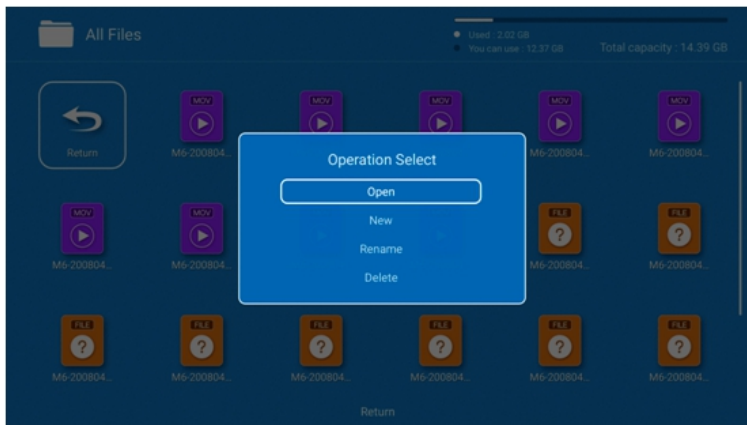 All Files
Used : 2.02 GB
You can use : 12.37 GB
Total capacity : 14.39 GB
MOV
MOV
MOV
MOV
MOV
Return
M6-200804...
M6-200804...
M6-200804...
Operation Select
Open
New
Rename
Delete
MOV
MOV
FILE
FILE
M6-200804...
M6-200804...
M6-200804...
M6-200804...
FILE
FILE
FILE
FILE
FILE
FILE
M6-200804...
M6-200804...
M6-200804...
M6-200804...
M6-200804...
M6-200804...
Return